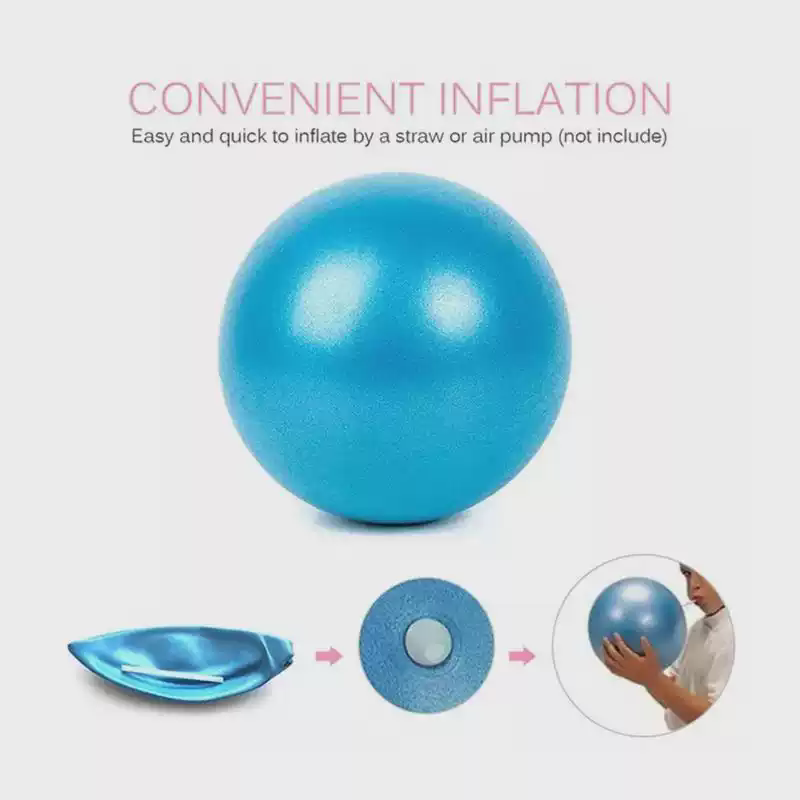 CONVENIENT INFLATION
Easy and quick to inflate by a straw or air pump (not include)